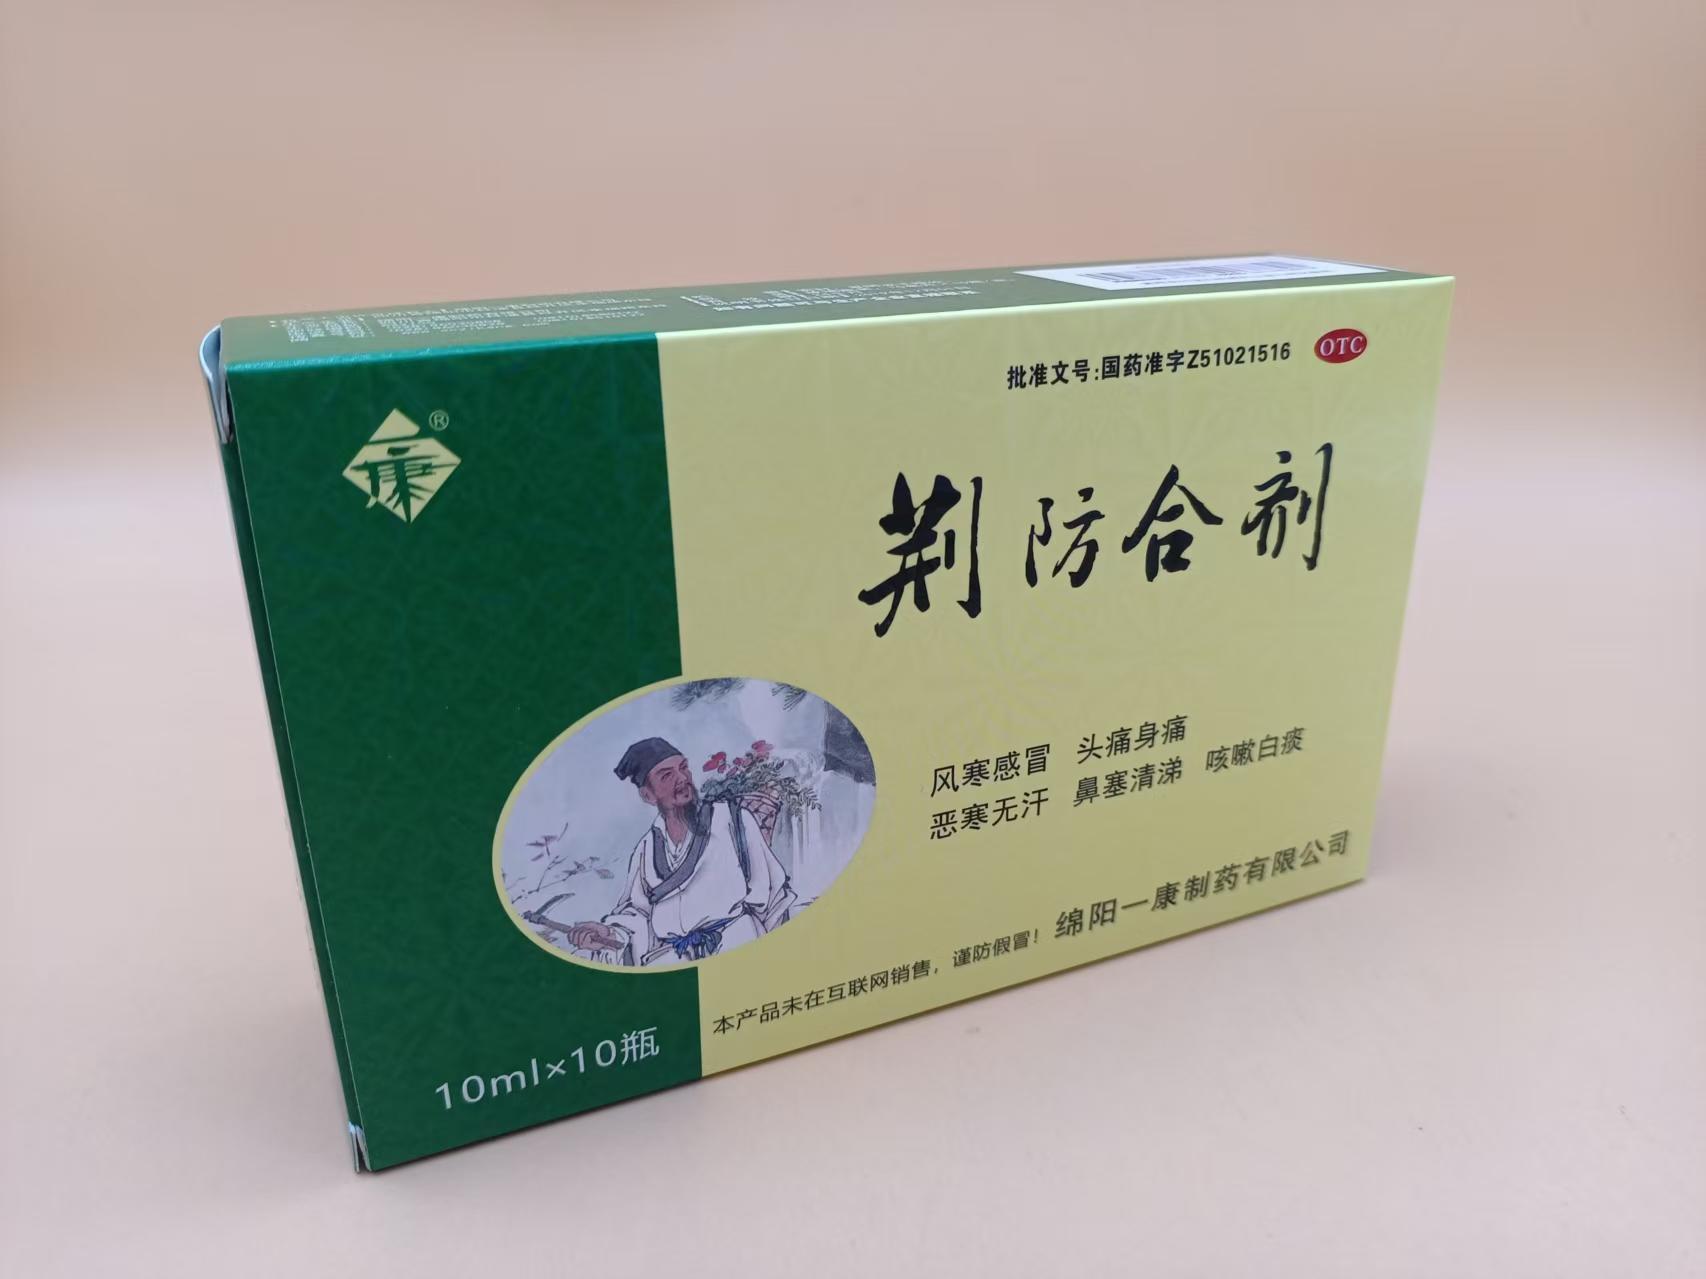 批准文号:国药准字Z51021516
OTC
康
®
荆防合剂
风寒感冒 头痛身痛
恶寒无汗 鼻塞清涕 咳嗽白痰
绵阳一康制药有限公司
本产品未在互联网销售，谨防假冒！
10ml×10瓶